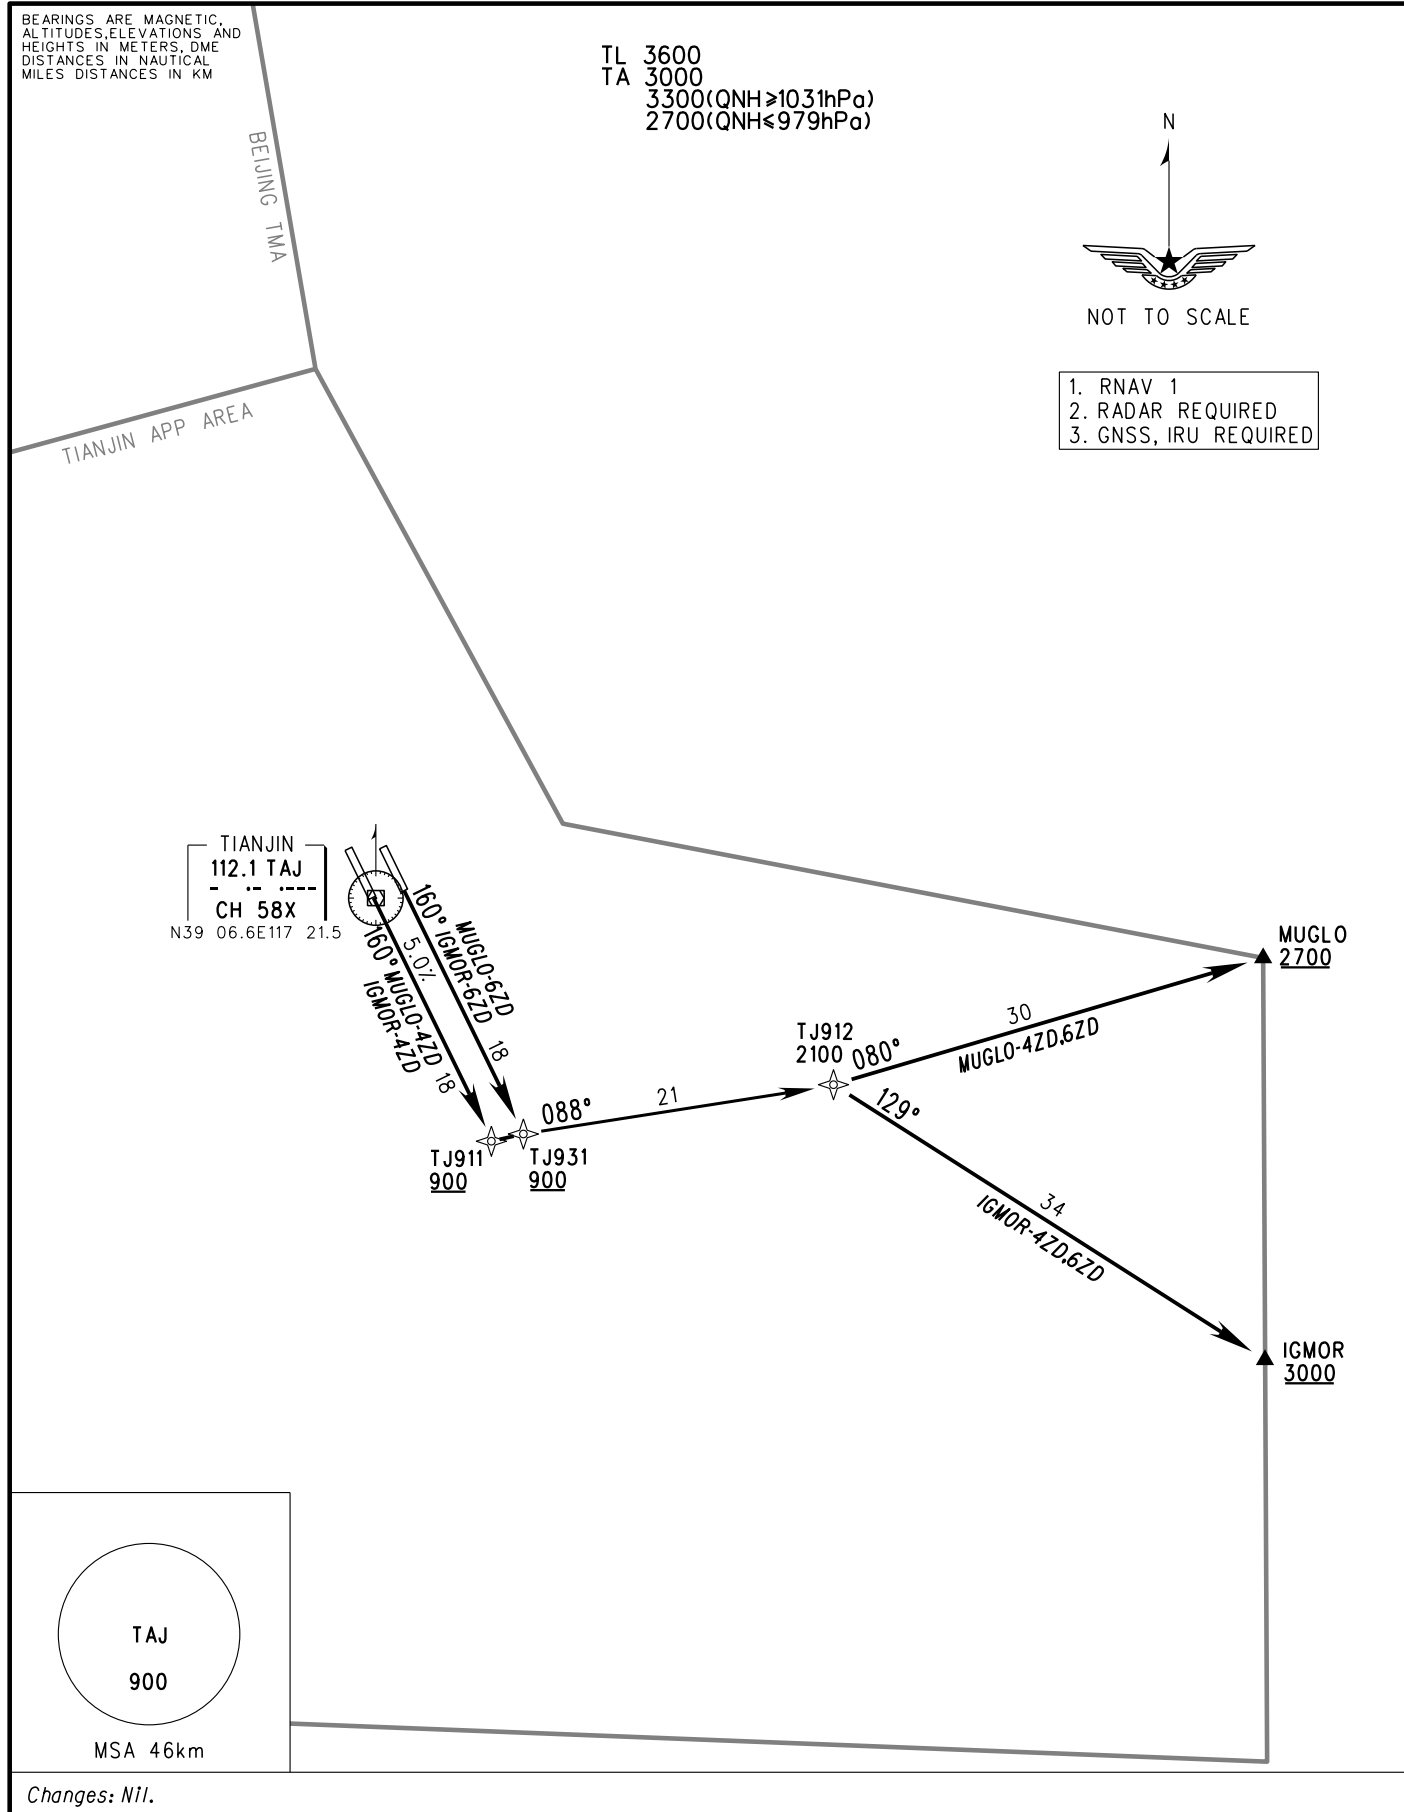 BEARINGS ARE MAGNETIC,
ALTITUDES,ELEVATIONS AND
HEIGHTS IN METERS, DME
DISTANCES IN NAUTICAL
MILES DISTANCES IN KM
TL 3600
TA 3000
3300(QNH⩾1031hPa)
2700(QNH⩽979hPa)
BEIJING TMA
N
NOT TO SCALE
1. RNAV 1
2. RADAR REQUIRED
3. GNSS, IRU REQUIRED
TIANJIN APP AREA
TIANJIN
112.1 TAJ
- ·- ·---
CH 58X
N39 06.6E117 21.5
160°
MUGLO-6ZD
IGMOR-6ZD
18
5.0%
160°
MUGLO-4ZD
IGMOR-4ZD
18
MUGLO
2700
TJ912
2100
080°
30
MUGLO-4ZD,6ZD
088°
21
129°
TJ911
900
TJ931
900
34
IGMOR-4ZD,6ZD
IGMOR
3000
TAJ
900
MSA 46km
Changes: Nil.